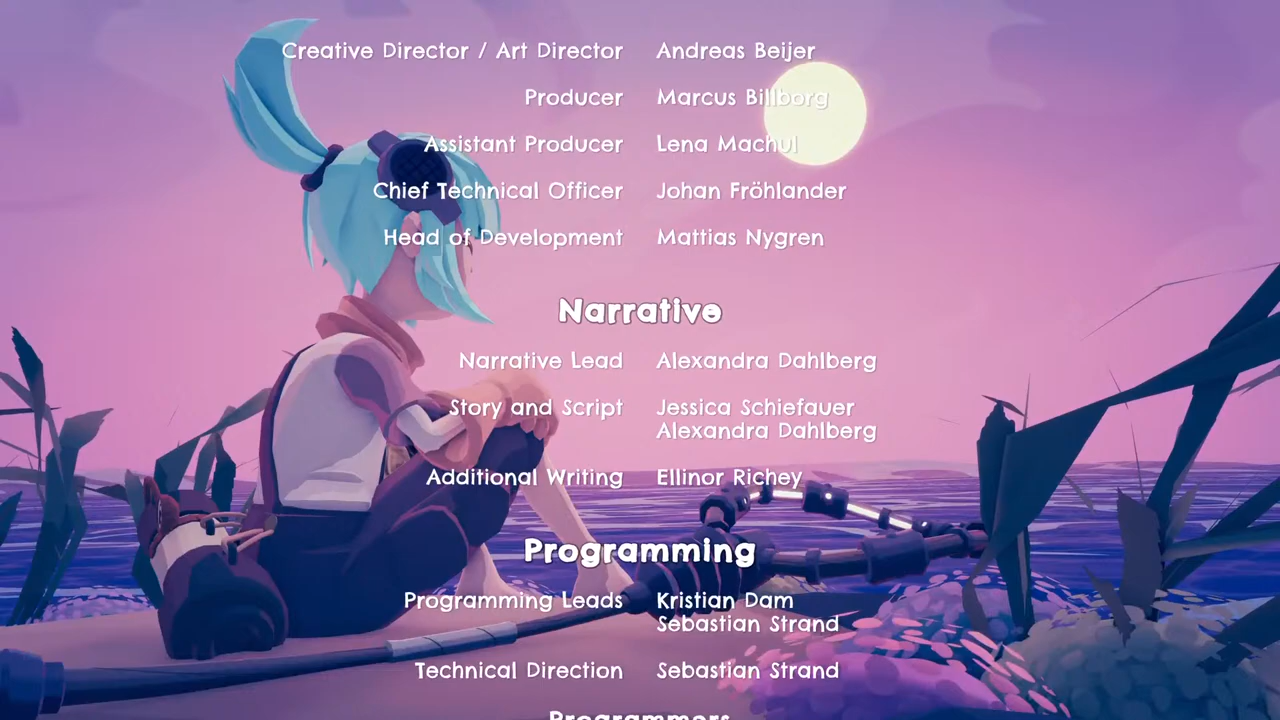 Creative Director / Art Director Andreas Beijer
Producer Marcus Billborg
Assistant Producer Lena Machul
Chief Technical Officer Johan Fröhlander
Head of Development Mattias Nygren
Narrative
Narrative Lead Alexandra Dahlberg
Story and Script Jessica Schiefauer
Alexandra Dahlberg
Additional Writing Ellinor Richey
Programming
Programming Leads Kristian Dam
Sebastian Strand
Technical Direction Sebastian Strand
Programmers